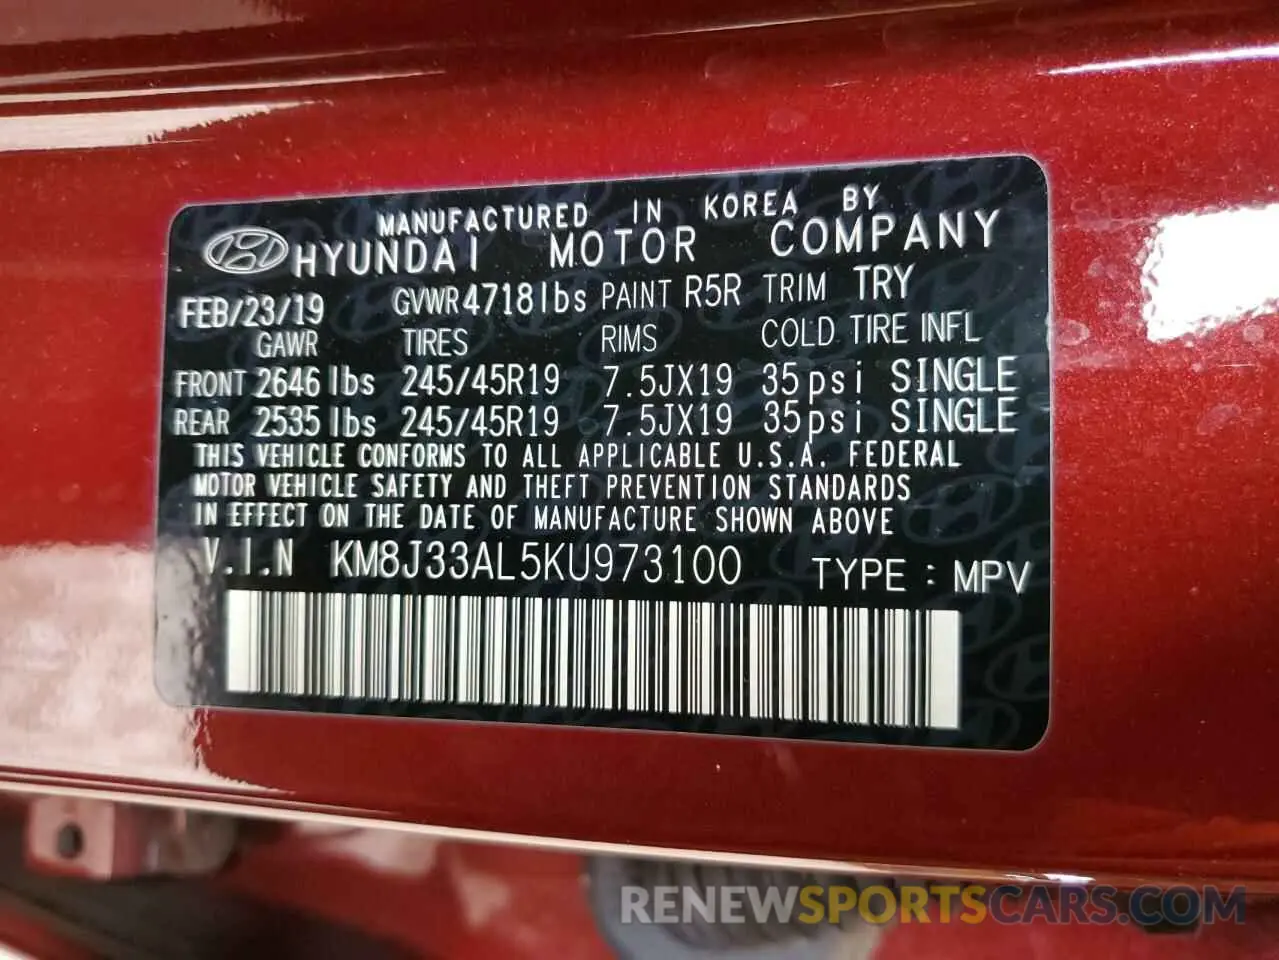 MANUFACTURED IN KOREA BY
HYUNDAI MOTOR COMPANY
FEB/23/19 GVWR 4718lbs PAINT R5R TRIM TRY
GAWR TIRES RIMS COLD TIRE INFL
FRONT 2646 lbs 245/45R19 7.5JX19 35psi SINGLE
REAR 2535 lbs 245/45R19 7.5JX19 35psi SINGLE
THIS VEHICLE CONFORMS TO ALL APPLICABLE U.S.A. FEDERAL
MOTOR VEHICLE SAFETY AND THEFT PREVENTION STANDARDS
IN EFFECT ON THE DATE OF MANUFACTURE SHOWN ABOVE
V.I.N KM8J33AL5KU973100 TYPE : MPV
RENEWSPORTSCARS.COM